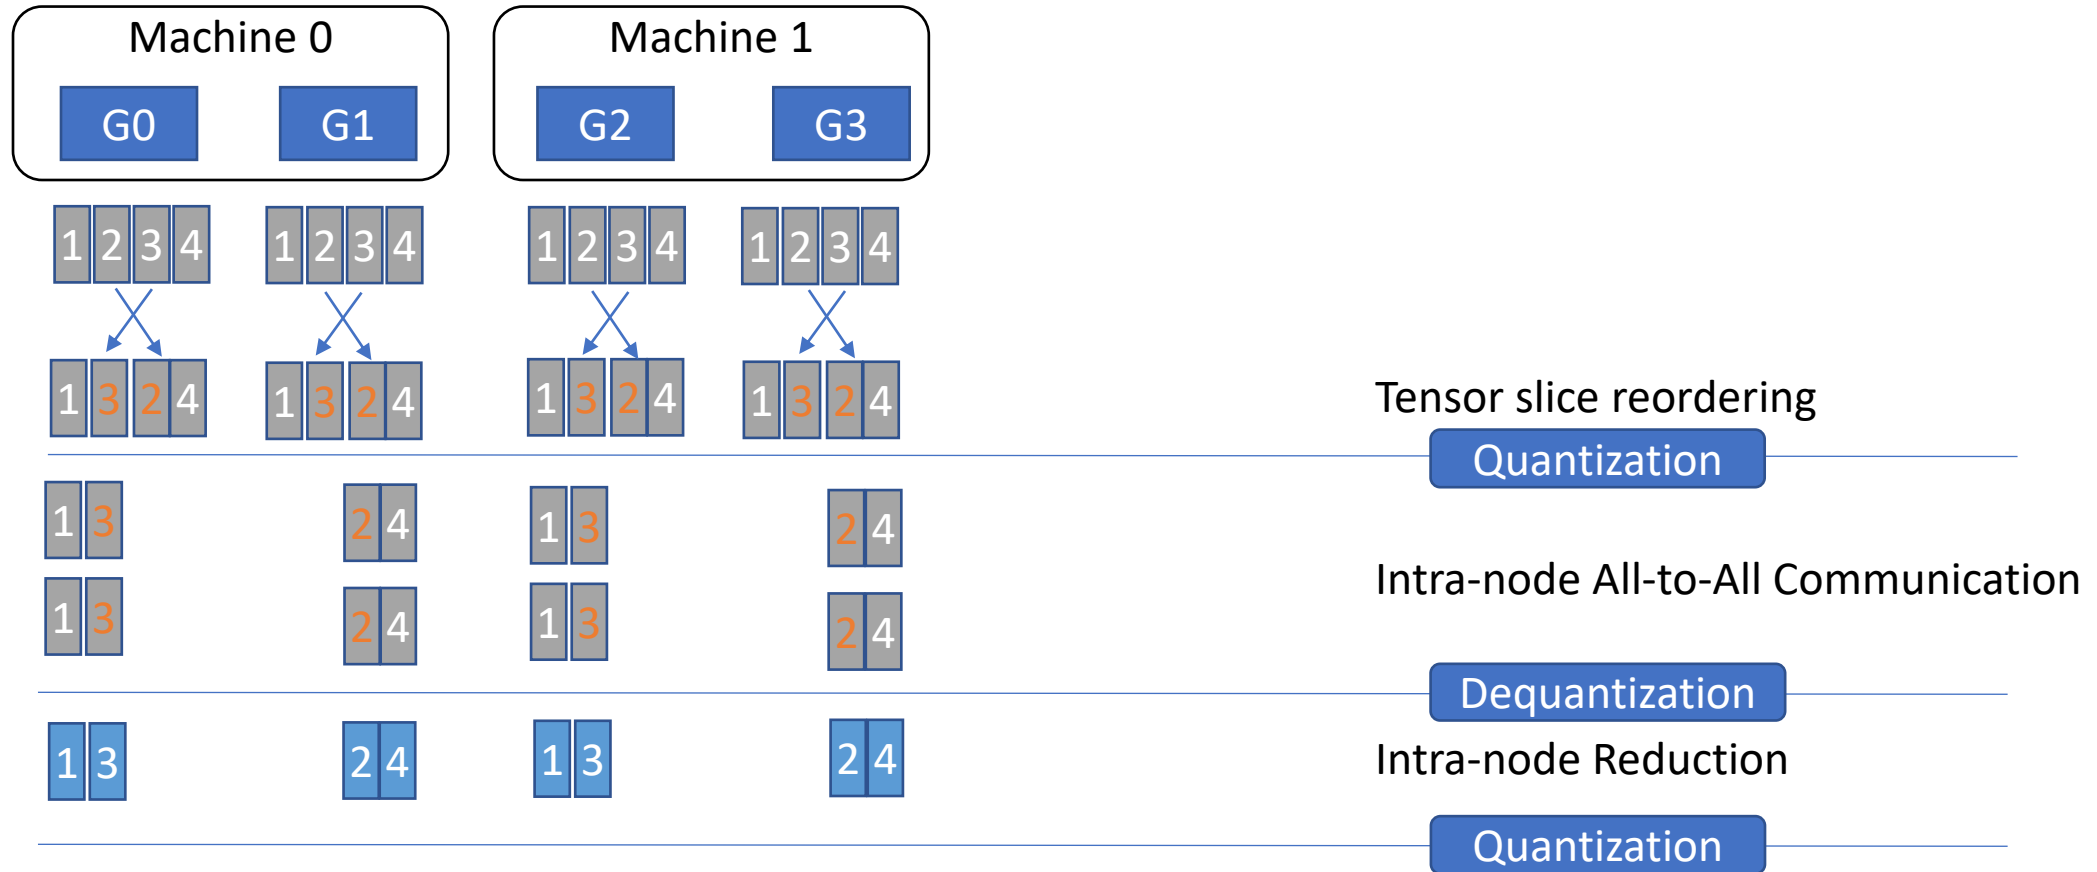 Machine 0 Machine 1
G0 G1 G2 G3
1 2 3 4 1 2 3 4 1 2 3 4 1 2 3 4
1 3 2 4 1 3 2 4 1 3 2 4 1 3 2 4
Tensor slice reordering
Quantization
1 3 2 4 1 3 2 4
Intra-node All-to-All Communication
1 3 2 4 1 3 2 4
Dequantization
1 3 2 4 1 3 2 4
Intra-node Reduction
Quantization